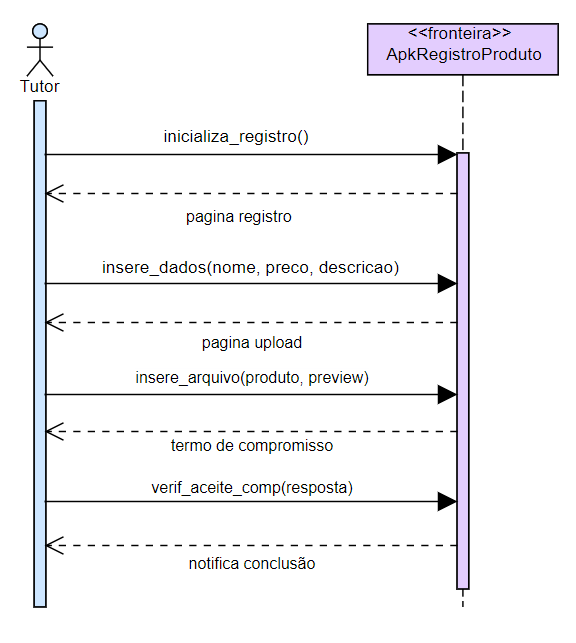 <<fronteira>>
ApkRegistroProduto
Tutor
inicializa_registro()
pagina registro
insere_dados(nome, preco, descricao)
pagina upload
insere_arquivo(produto, preview)
termo de compromisso
verif_aceite_comp(resposta)
notifica conclusão